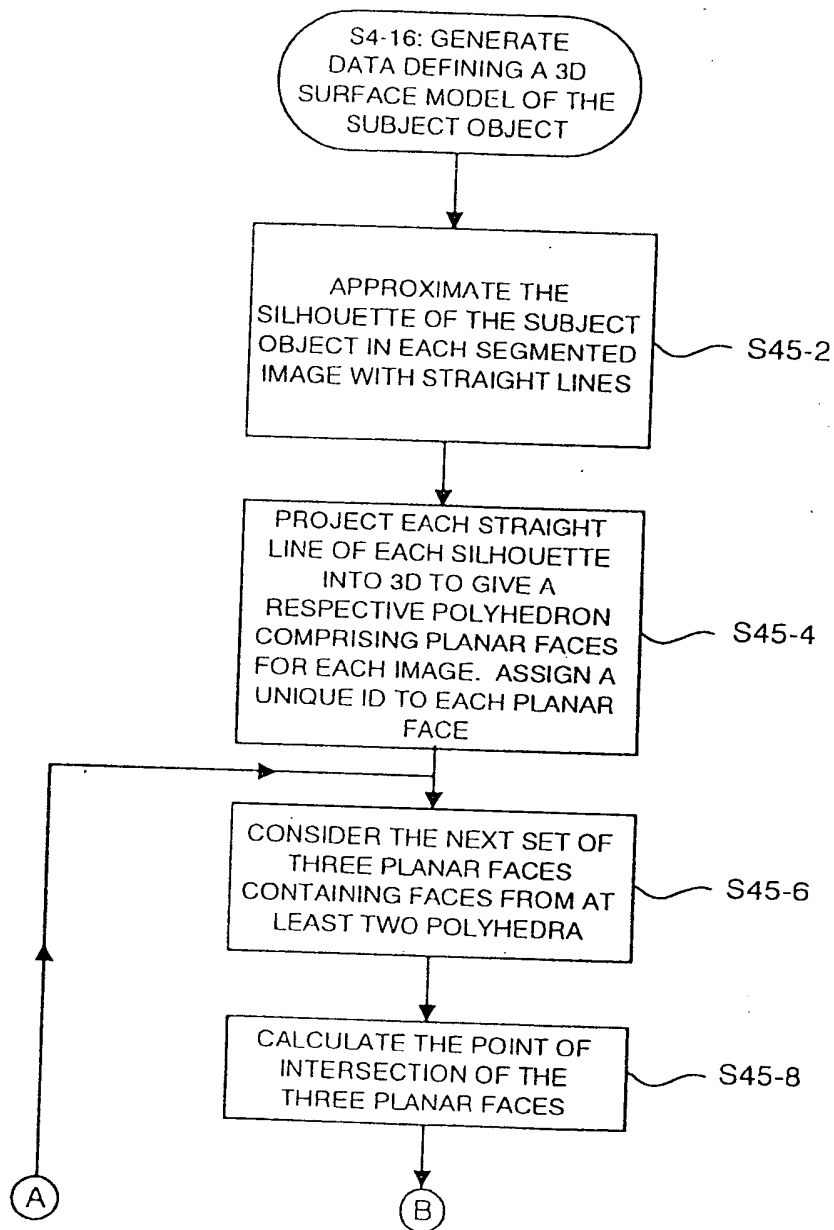 S4-16: GENERATE
DATA DEFINING A 3D
SURFACE MODEL OF THE
SUBJECT OBJECT
APPROXIMATE THE
SILHOUETTE OF THE SUBJECT
OBJECT IN EACH SEGMENTED
IMAGE WITH STRAIGHT LINES
S45-2
PROJECT EACH STRAIGHT
LINE OF EACH SILHOUETTE
INTO 3D TO GIVE A
RESPECTIVE POLYHEDRON
COMPRISING PLANAR FACES
FOR EACH IMAGE. ASSIGN A
UNIQUE ID TO EACH PLANAR
FACE
S45-4
CONSIDER THE NEXT SET OF
THREE PLANAR FACES
CONTAINING FACES FROM AT
LEAST TWO POLYHEDRA
S45-6
CALCULATE THE POINT OF
INTERSECTION OF THE
THREE PLANAR FACES
S45-8
A
B